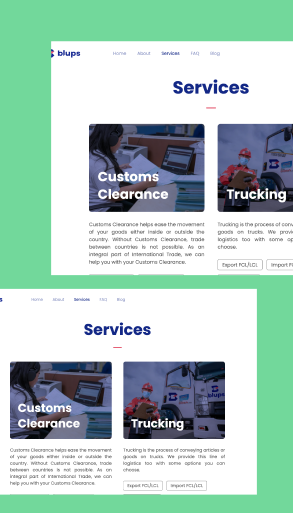 blups
Home About Services FAQ Blog
Services
Customs
Clearance
Trucking
Customs Clearance helps ease the movement
of your goods either inside or outside the
country. Without Customs Clearance, trade
between countries is not possible. As an
integral part of International Trade, we can
help you with your Customs Clearance.
Trucking is the process of
goods on trucks. We
logistics too with some
choose.
Export FCL/LCL
Import
Home About Services FAQ Blog
Services
Customs
Clearance
blups
Trucking
Customs Clearance helps ease the movement
of your goods either inside or outside the
country. Without Customs Clearance, trade
between countries is not possible. As an
integral part of International Trade, we can
help you with your Customs Clearance.
Trucking is the process of conveying articles or
goods on trucks. We provide this line of
logistics too with some options you can
choose.
Export FCL/LCL
Import FCL/LCL